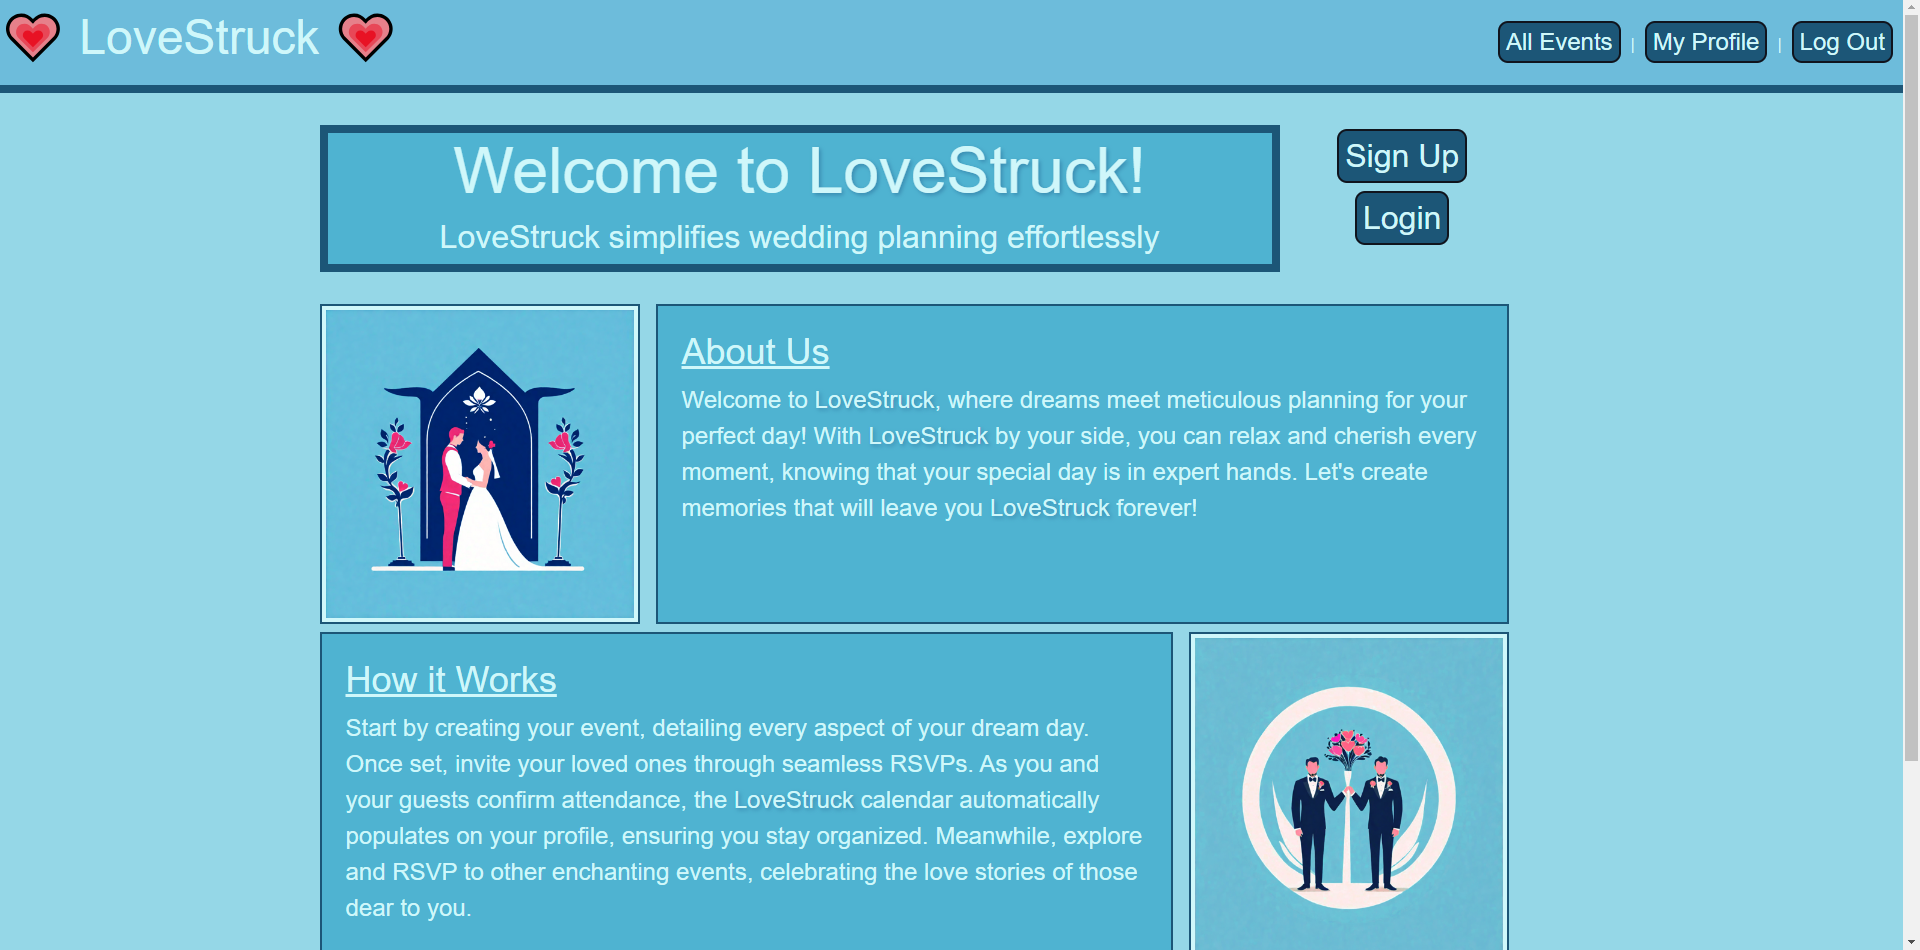 LoveStruck
All Events | My Profile | Log Out
Welcome to LoveStruck!
LoveStruck simplifies wedding planning effortlessly
Sign Up
Login
About Us
Welcome to LoveStruck, where dreams meet meticulous planning for your
perfect day! With LoveStruck by your side, you can relax and cherish every
moment, knowing that your special day is in expert hands. Let's create
memories that will leave you LoveStruck forever!
How it Works
Start by creating your event, detailing every aspect of your dream day.
Once set, invite your loved ones through seamless RSVPs. As you and
your guests confirm attendance, the LoveStruck calendar automatically
populates on your profile, ensuring you stay organized. Meanwhile, explore
and RSVP to other enchanting events, celebrating the love stories of those
dear to you.